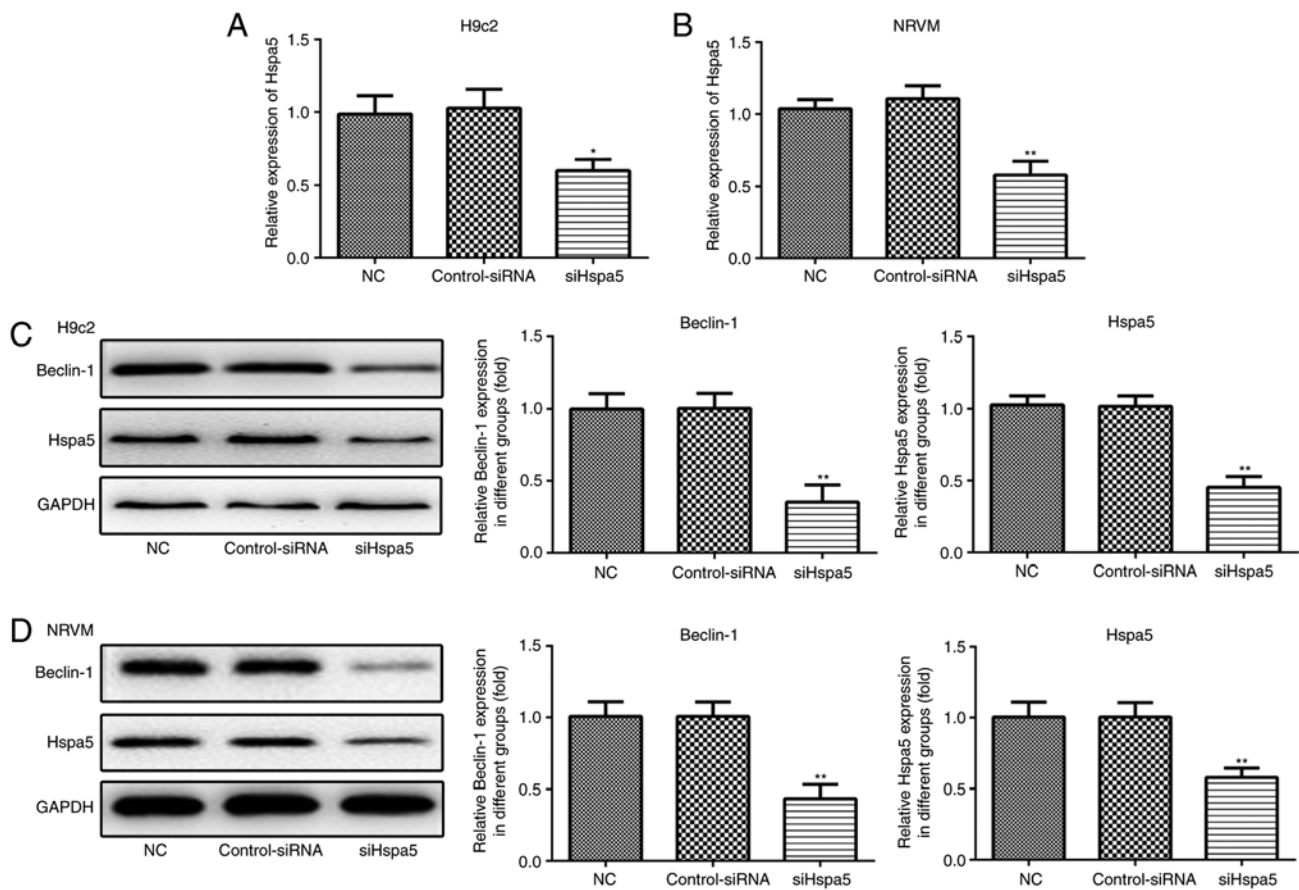 A
H9c2
Relative expression of Hspa5
1.5
1.0
0.5
0.0
*
NC
Control-siRNA
siHspa5
B
NRVM
Relative expression of Hspa5
1.5
1.0
0.5
0.0
**
NC
Control-siRNA
siHspa5
C
H9c2
Beclin-1
Hspa5
GAPDH
NC
Control-siRNA
siHspa5
Beclin-1
Relative Beclin-1 expression
in different groups (fold)
1.5
1.0
0.5
0.0
**
NC
Control-siRNA
siHspa5
Hspa5
Relative Hspa5 expression
in different groups (fold)
1.5
1.0
0.5
0.0
**
NC
Control-siRNA
siHspa5
D
NRVM
Beclin-1
Hspa5
GAPDH
NC
Control-siRNA
siHspa5
Beclin-1
Relative Beclin-1 expression
in different groups (fold)
1.5
1.0
0.5
0.0
**
NC
Control-siRNA
siHspa5
Hspa5
Relative Hspa5 expression
in different groups (fold)
1.5
1.0
0.5
0.0
**
NC
Control-siRNA
siHspa5